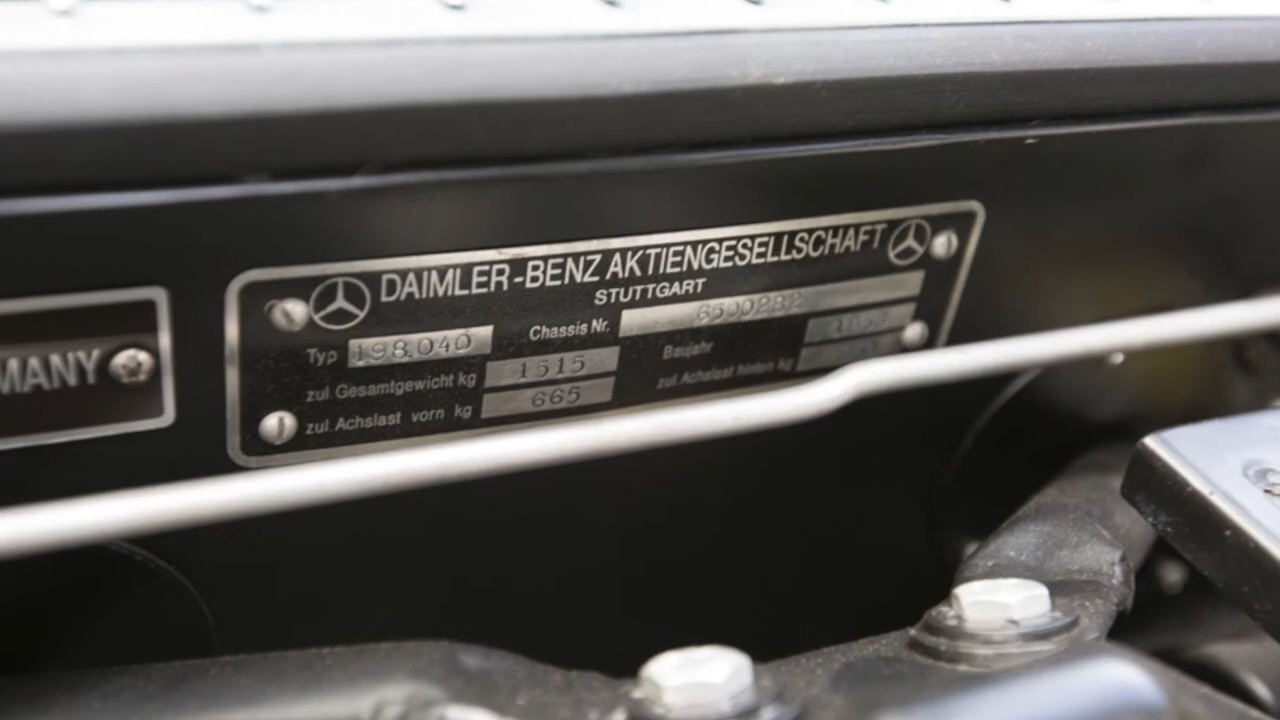 MANY
DAIMLER-BENZ AKTIENGESELLSCHAFT
STUTTGART
Typ 198.040 Chassis Nr. 6500282
zul. Gesamtgewicht kg 1515 Baujahr
zul. Achslast vorn kg 665 zul. Achslast hinten kg